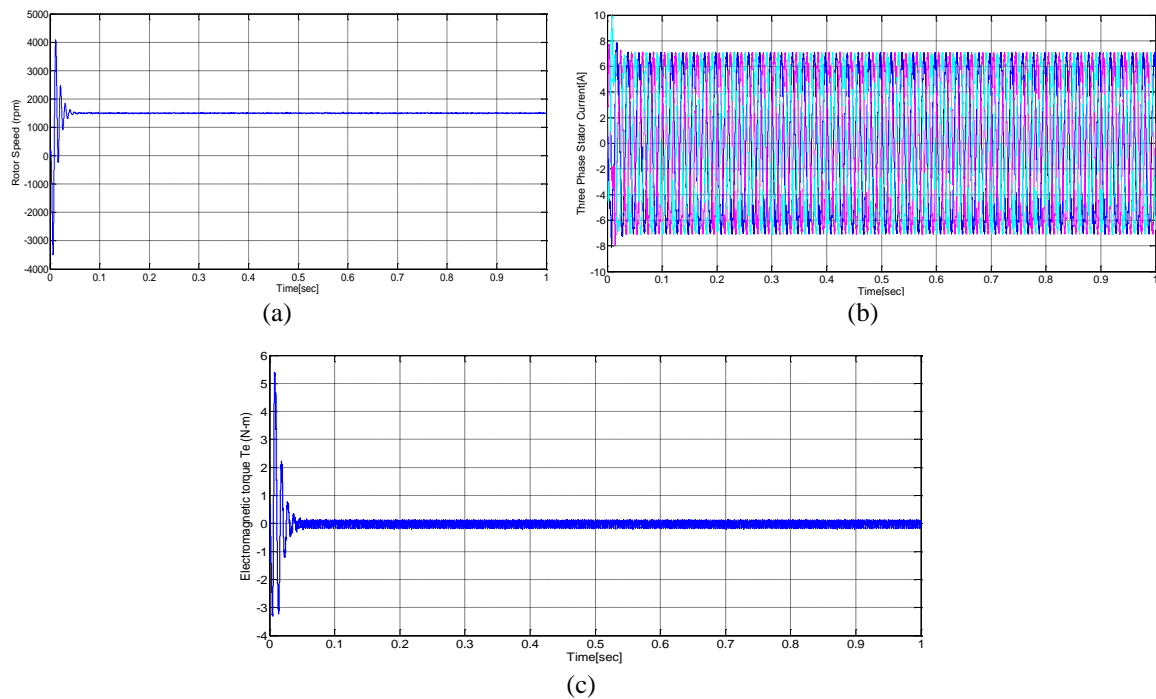 5000
4000
3000
2000
1000
0
-1000
-2000
-3000
-4000
Rotor Speed (rpm)
0 0.1 0.2 0.3 0.4 0.5 0.6 0.7 0.8 0.9 1
Time[sec]
(a)
10
8
6
4
2
0
-2
-4
-6
-8
-10
Three Phase Stator Current[A]
0 0.1 0.2 0.3 0.4 0.5 0.6 0.7 0.8 0.9 1
Time[sec]
(b)
6
5
4
3
2
1
0
-1
-2
-3
-4
Electromagnetic torque Te (N-m)
0 0.1 0.2 0.3 0.4 0.5 0.6 0.7 0.8 0.9 1
Time[sec]
(c)